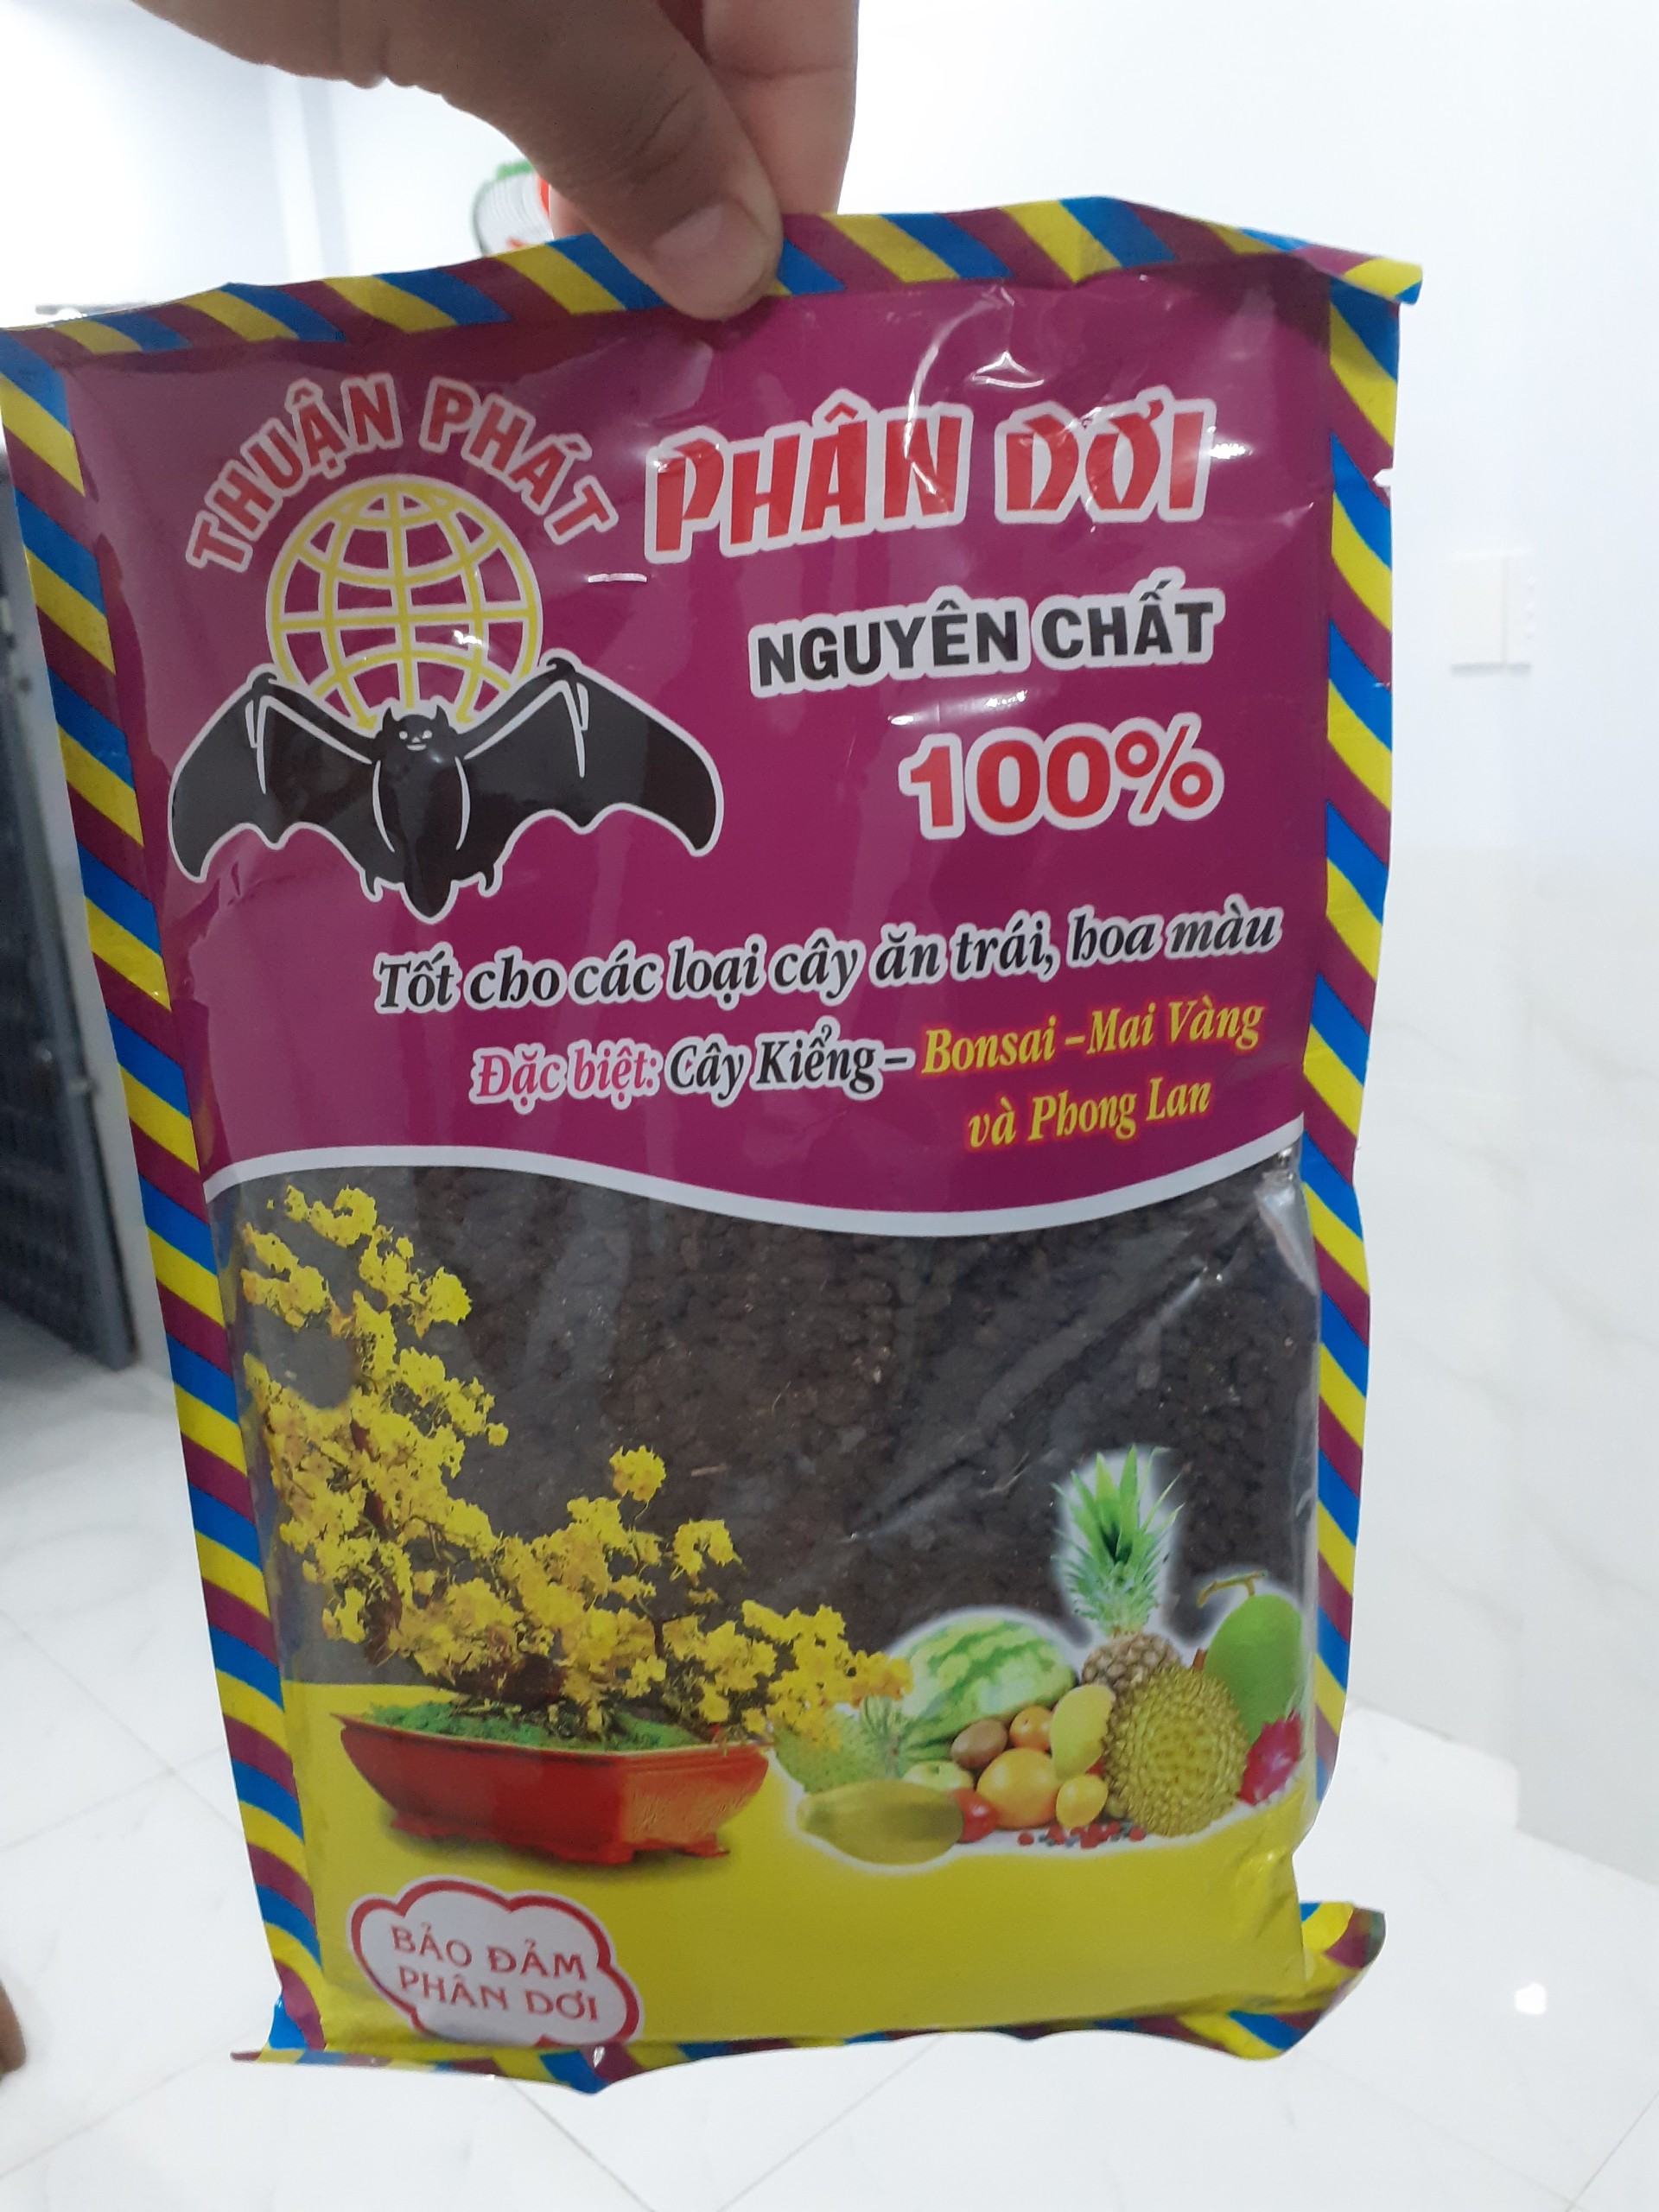 THUẬN PHÁT
PHÂN DƠI
NGUYÊN CHẤT
100%
Tốt cho các loại cây ăn trái, hoa màu
Đặc biệt: Cây Kiểng – Bonsai – Mai Vàng
và Phong Lan
BẢO ĐẢM
PHÂN DƠI